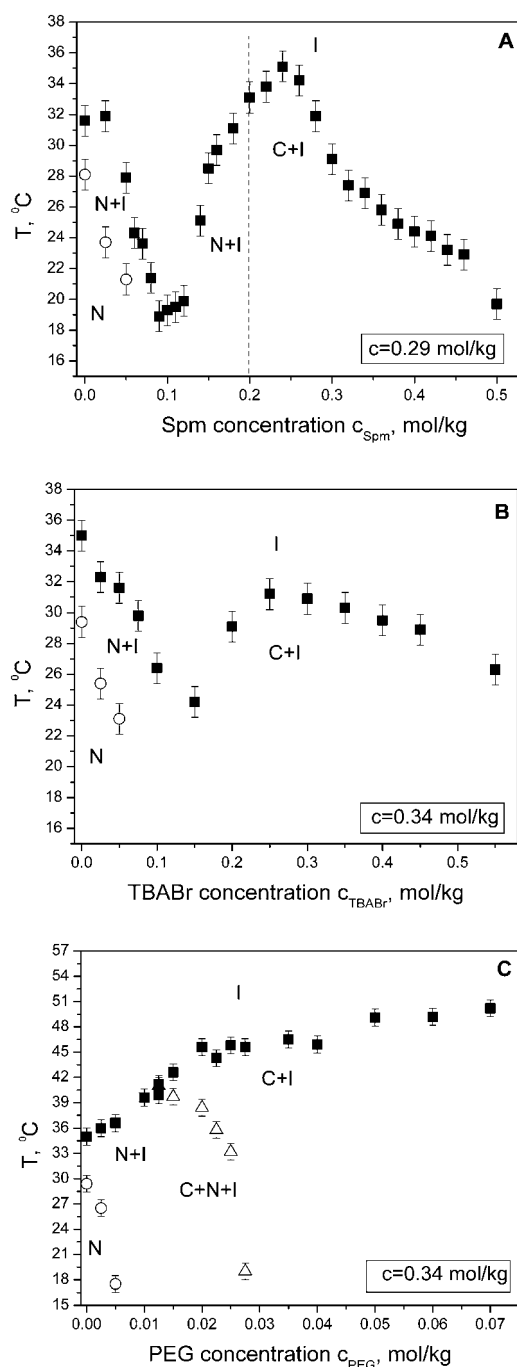 A
I
38
36
34
32
30
28
26
24
22
20
18
16
T, °C
N+I
N
N+I
C+I
c=0.29 mol/kg
0.0 0.1 0.2 0.3 0.4 0.5
Spm concentration c_Spm, mol/kg
B
I
38
36
34
32
30
28
26
24
22
20
18
16
T, °C
N+I
N
C+I
c=0.34 mol/kg
0.0 0.1 0.2 0.3 0.4 0.5
TBABr concentration c_TBABr, mol/kg
C
I
57
54
51
48
45
42
39
36
33
30
27
24
21
18
15
T, °C
C+I
N+I
C+N+I
N
c=0.34 mol/kg
0.00 0.01 0.02 0.03 0.04 0.05 0.06 0.07
PEG concentration c_PEG, mol/kg